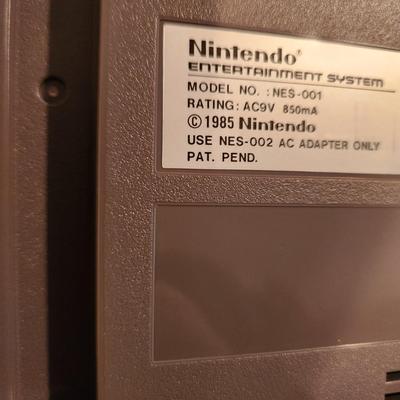 Nintendo®
ENTERTAINMENT SYSTEM
MODEL NO. : NES-001
RATING: AC9V 850mA
©1985 Nintendo
USE NES-002 AC ADAPTER ONLY
PAT. PEND.